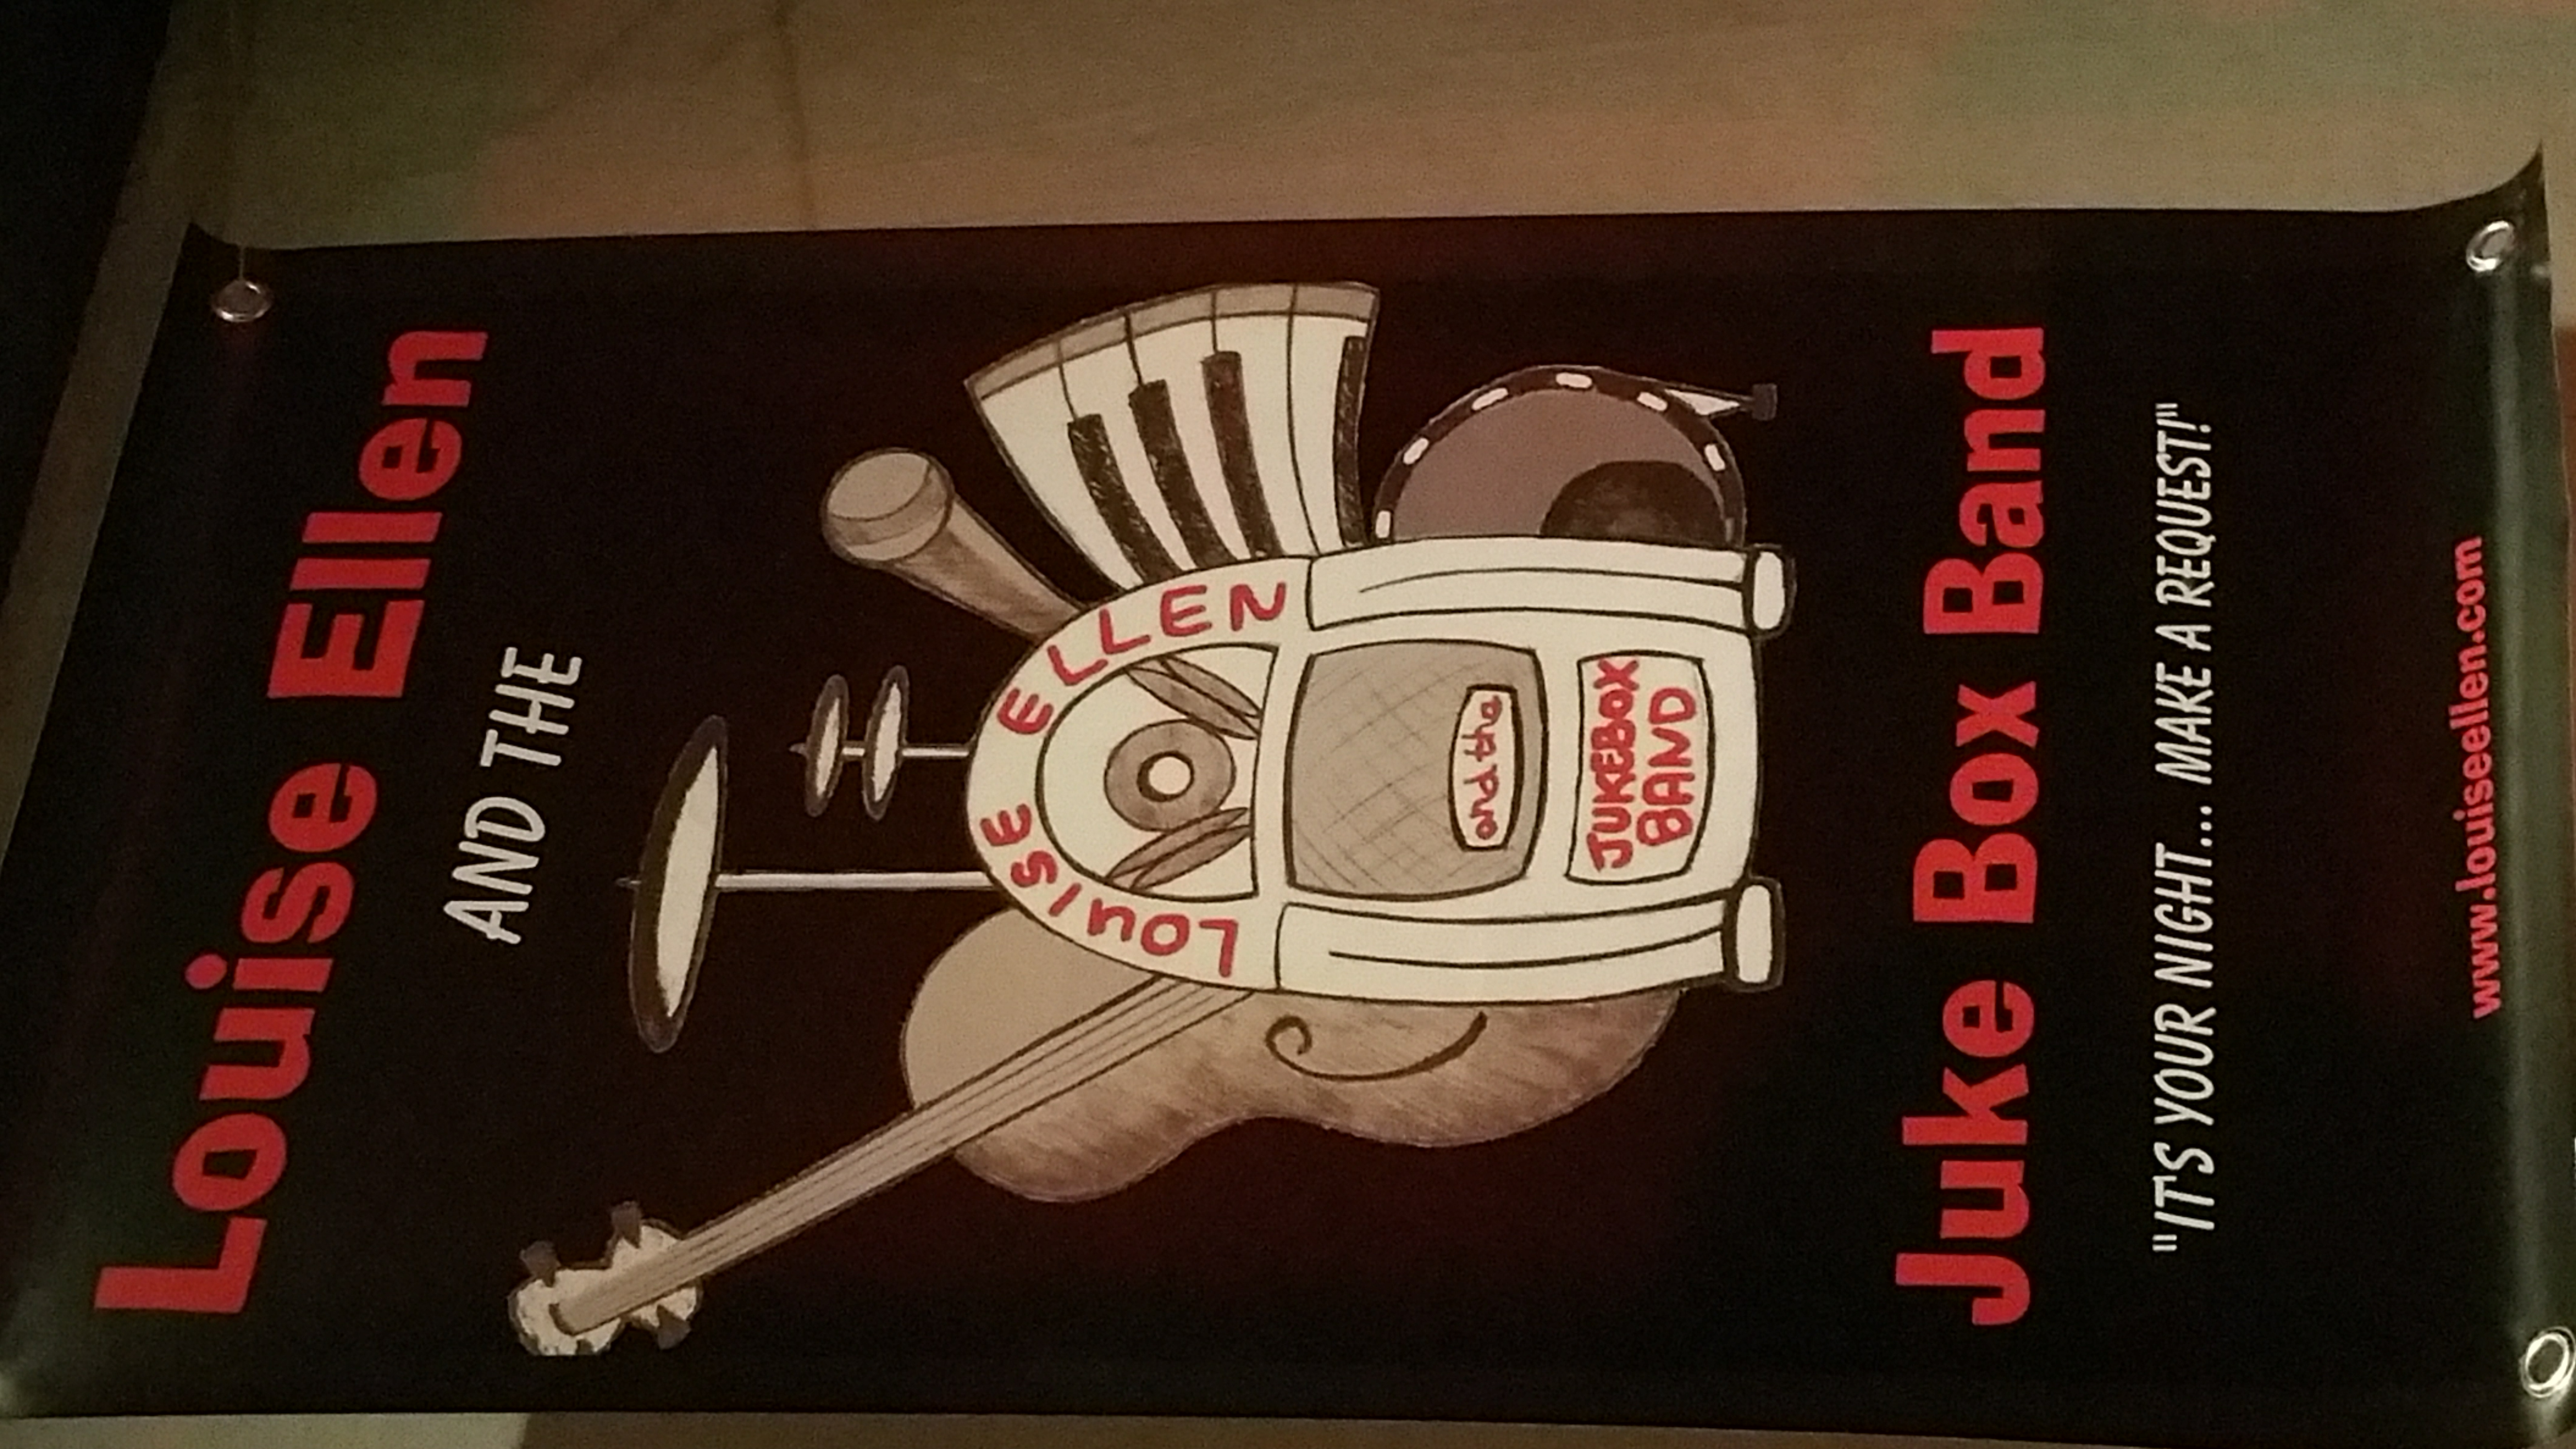 Louise Ellen
AND THE
LOUISE ELLEN
and the
JUKEBOX
BAND
Juke Box Band
"IT'S YOUR NIGHT... MAKE A REQUEST!"
www.louiseellen.com